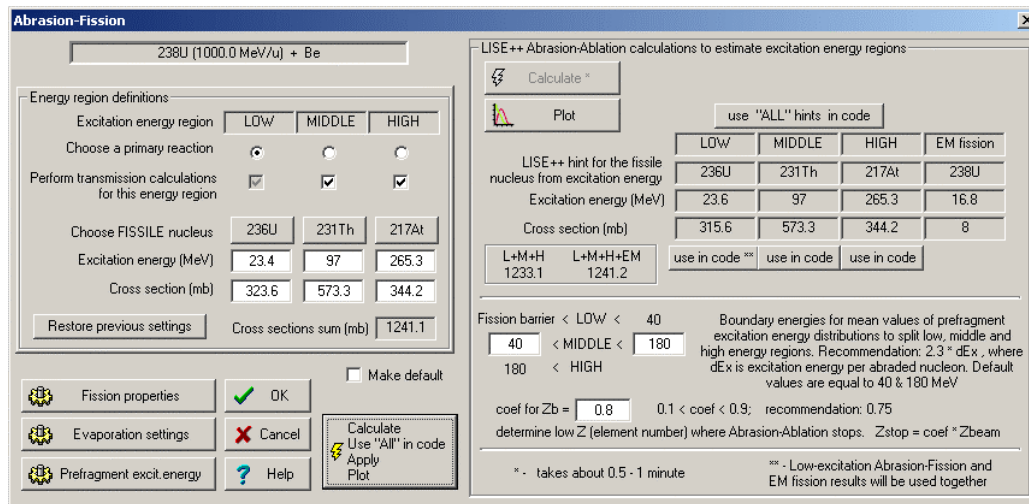 Abrasion-Fission
238U (1000.0 MeV/u) + Be
Energy region definitions
Excitation energy region LOW MIDDLE HIGH
Choose a primary reaction
Perform transmission calculations
for this energy region
Choose FISSILE nucleus 236U 231Th 217At
Excitation energy (MeV) 23.4 97 265.3
Cross section (mb) 323.6 573.3 344.2
Restore previous settings Cross sections sum (mb) 1241.1
Make default
Fission properties OK
Evaporation settings Cancel
Prefragment excit.energy Help
Calculate
Use "All" in code
Apply
Plot
LISE++ Abrasion-Ablation calculations to estimate excitation energy regions
Calculate *
Plot
use "ALL" hints in code
LOW MIDDLE HIGH EM fission
LISE++ hint for the fissile
nucleus from excitation energy
236U 231Th 217At 238U
Excitation energy (MeV) 23.6 97 265.3 16.8
Cross section (mb) 315.6 573.3 344.2 8
L+M+H L+M+H+EM
1233.1 1241.2
use in code ** use in code use in code
Fission barrier < LOW < 40
40 < MIDDLE < 180
180 < HIGH
Boundary energies for mean values of prefragment
excitation energy distributions to split low, middle and
high energy regions. Recommendation: 2.3 * dEx , where
dEx is excitation energy per abraded nucleon. Default
values are equal to 40 & 180 MeV
coef for Zb = 0.8 0.1 < coef < 0.9; recommendation: 0.75
determine low Z (element number) where Abrasion-Ablation stops. Zstop = coef * Zbeam
* - takes about 0.5 - 1 minute
** - Low-excitation Abrasion-Fission and
EM fission results will be used together